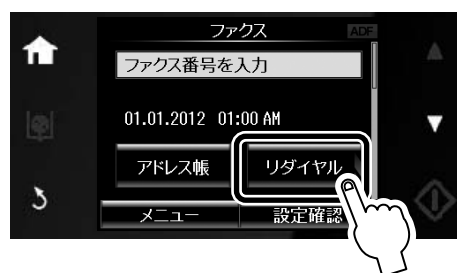 ファクス
ADF
ファクス番号を入力
01.01.2012 01:00 AM
アドレス帳 リダイヤル
メニュー 設定確認